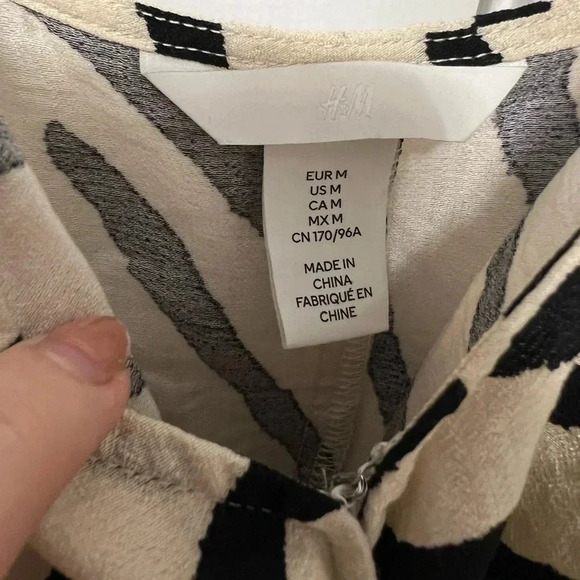 H&M
EUR M
US M
CA M
MX M
CN 170/96A
MADE IN
CHINA
FABRIQUÉ EN
CHINE